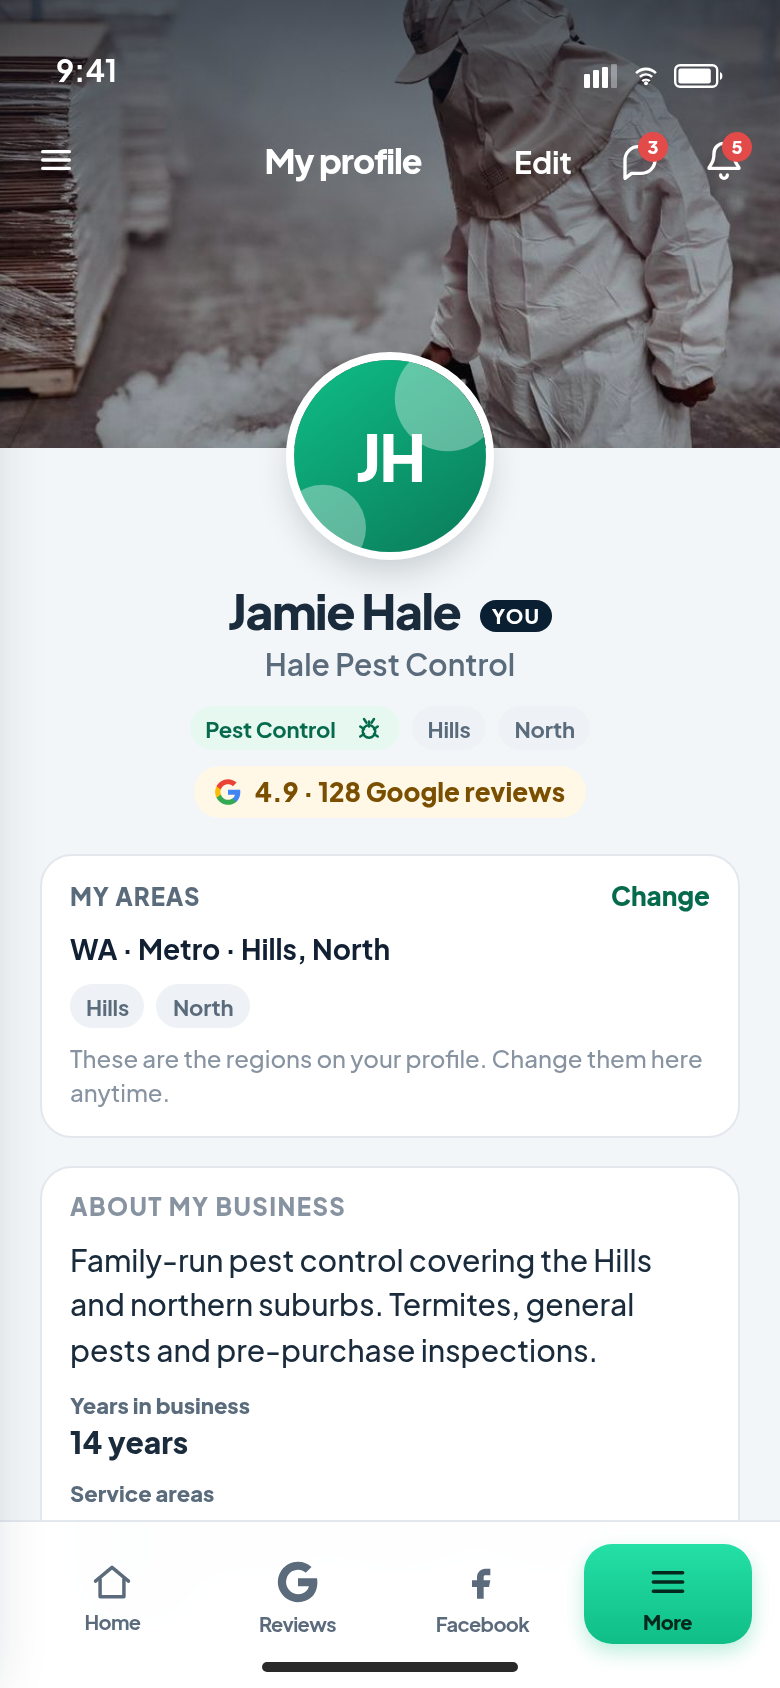 9:41
My profile
Edit
3
5
JH
Jamie Hale YOU
Hale Pest Control
Pest Control Hills North
4.9 · 128 Google reviews
MY AREAS Change
WA · Metro · Hills, North
Hills North
These are the regions on your profile. Change them here
anytime.
ABOUT MY BUSINESS
Family-run pest control covering the Hills
and northern suburbs. Termites, general
pests and pre-purchase inspections.
Years in business
14 years
Service areas
Home Reviews Facebook More